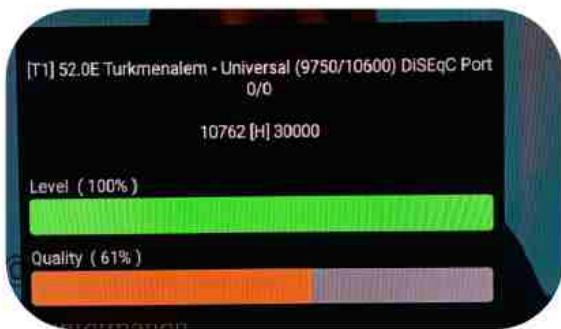 [T1] 52.0E Turkmenalem - Universal (9750/10600) DiSEqC Port
0/0
10762 [H] 30000
Level ( 100% )
Quality ( 61% )